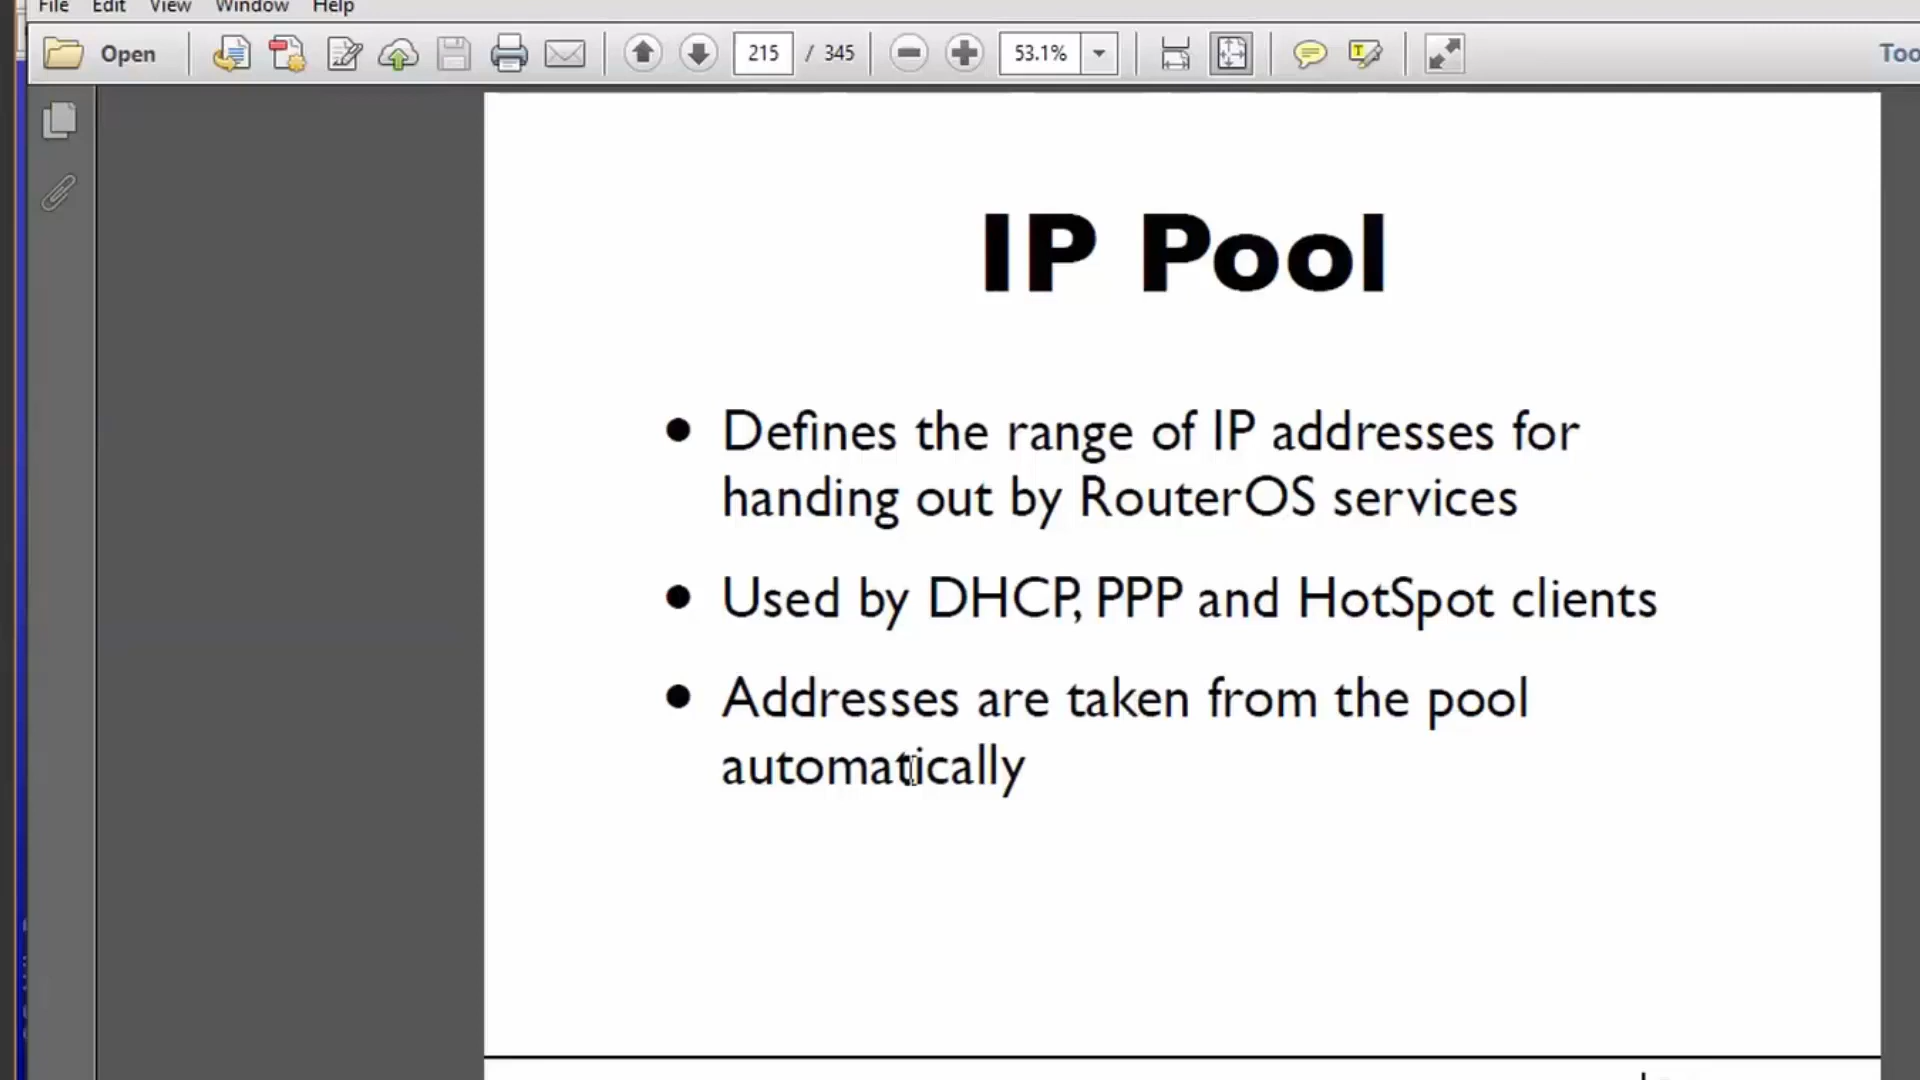 File Edit View Window Help
Open 215 / 345 53.1%
IP Pool
• Defines the range of IP addresses for
handing out by RouterOS services
• Used by DHCP, PPP and HotSpot clients
• Addresses are taken from the pool
automatically